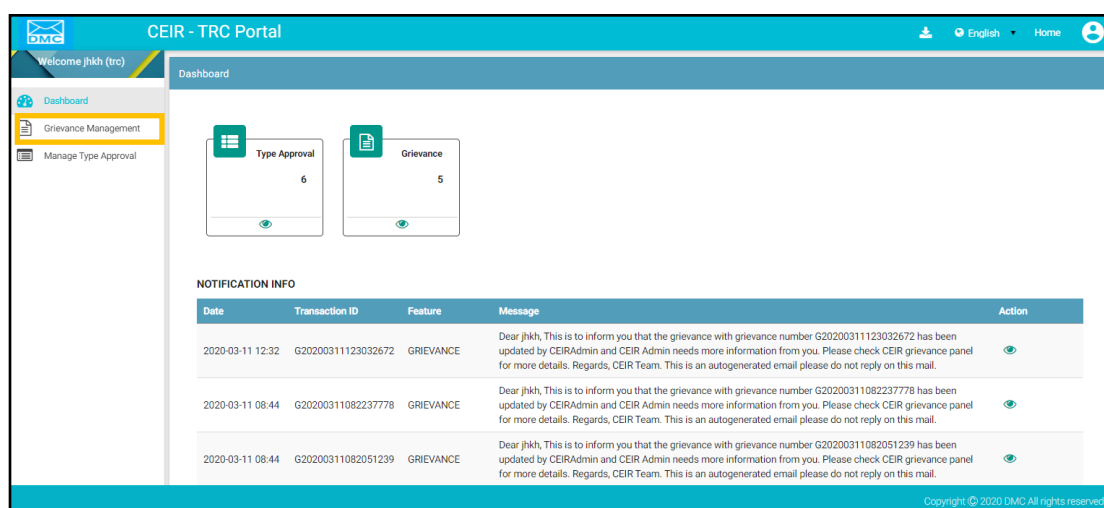 DMC
CEIR - TRC Portal
English
Home
Welcome jhkh (trc)
Dashboard
Dashboard
Grievance Management
Manage Type Approval
Type Approval
6
Grievance
5
NOTIFICATION INFO
Date Transaction ID Feature Message Action
2020-03-11 12:32 G20200311123032672 GRIEVANCE
Dear jhkh, This is to inform you that the grievance with grievance number G20200311123032672 has been
updated by CEIRAdmin and CEIR Admin needs more information from you. Please check CEIR grievance panel
for more details. Regards, CEIR Team. This is an autogenerated email please do not reply on this mail.
2020-03-11 08:44 G20200311082237778 GRIEVANCE
Dear jhkh, This is to inform you that the grievance with grievance number G20200311082237778 has been
updated by CEIRAdmin and CEIR Admin needs more information from you. Please check CEIR grievance panel
for more details. Regards, CEIR Team. This is an autogenerated email please do not reply on this mail.
2020-03-11 08:44 G20200311082051239 GRIEVANCE
Dear jhkh, This is to inform you that the grievance with grievance number G20200311082051239 has been
updated by CEIRAdmin and CEIR Admin needs more information from you. Please check CEIR grievance panel
for more details. Regards, CEIR Team. This is an autogenerated email please do not reply on this mail.
Copyright © 2020 DMC All rights reserved